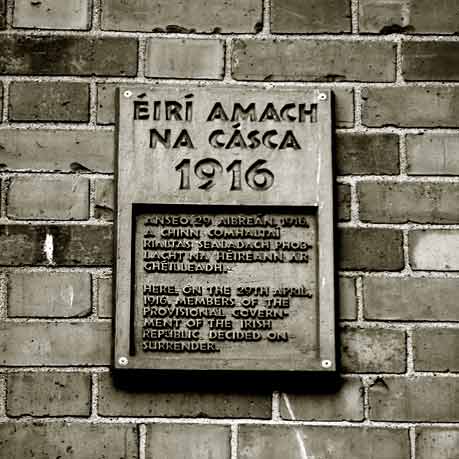 ÉIRÍ AMACH
NA CÁSCA
1916
ANSEO 29 AIBREÁN, 1916
A CHINN COMHALTAÍ
RIALTAS SEALADACH PHOB-
LACHT NA HÉIREANN AR
GHÉILLEADH.
HERE ON THE 29TH APRIL,
1916, MEMBERS OF THE
PROVISIONAL GOVERN-
MENT OF THE IRISH
REPUBLIC DECIDED ON
SURRENDER.